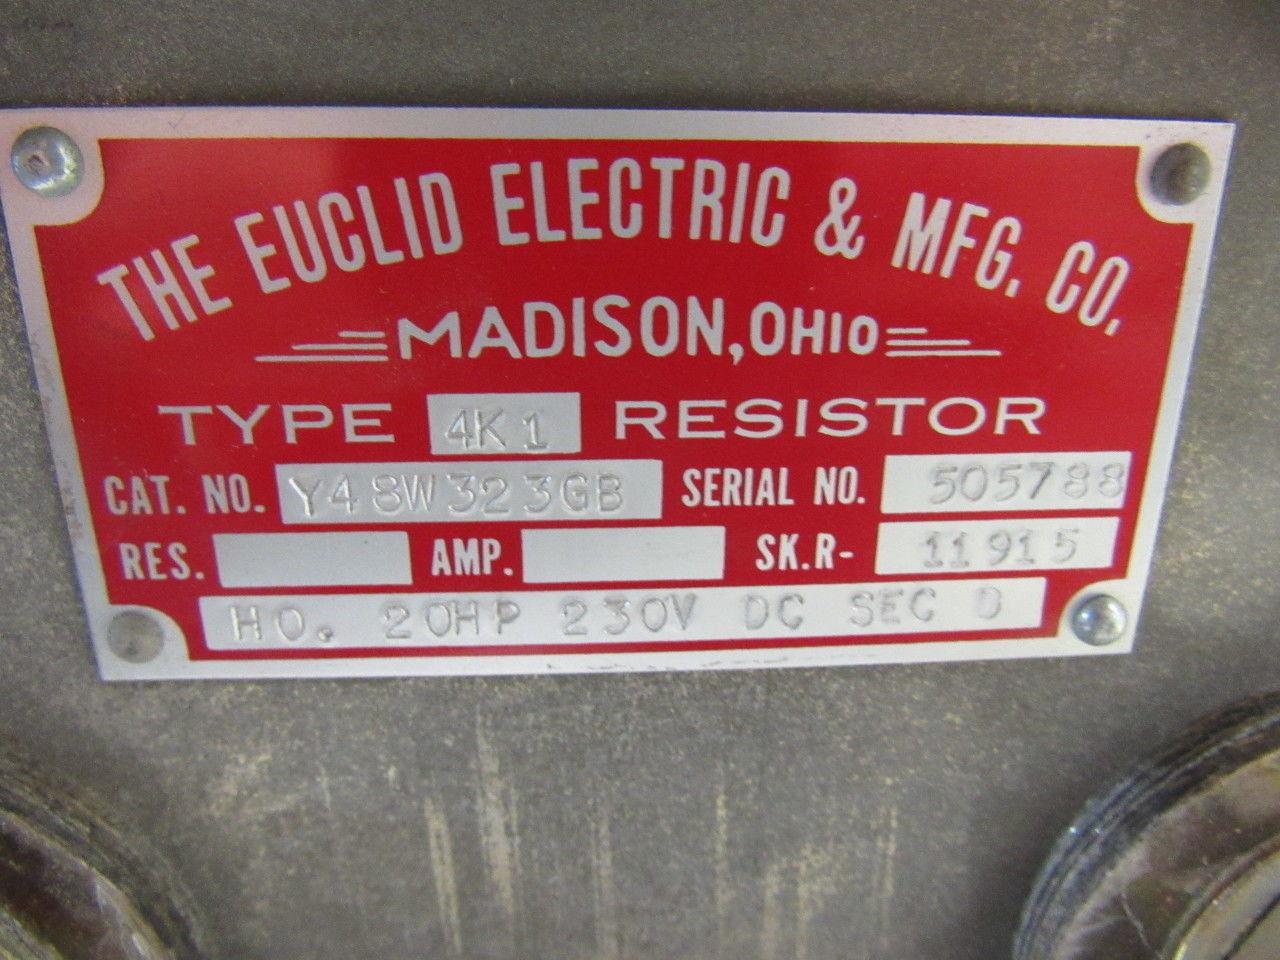 THE EUCLID ELECTRIC & MFG. CO.
MADISON, OHIO
TYPE 4K1 RESISTOR
CAT. NO. Y48W323GB SERIAL NO. 505788
RES. AMP. SK.R- 11915
HO. 20HP 230V DC SEC D